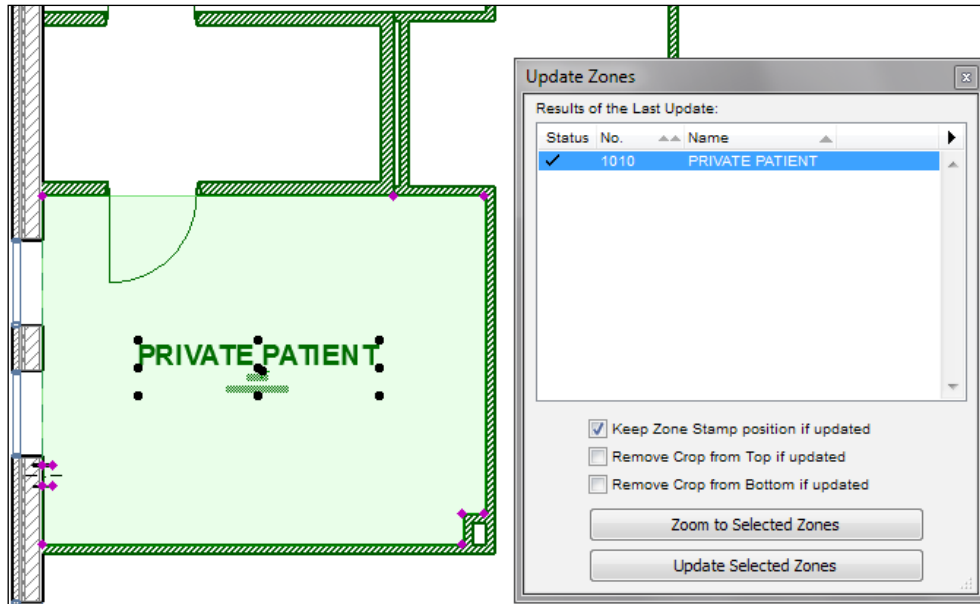 Update Zones
Results of the Last Update:
Status No. Name
1010 PRIVATE PATIENT
PRIVATE PATIENT
Keep Zone Stamp position if updated
Remove Crop from Top if updated
Remove Crop from Bottom if updated
Zoom to Selected Zones
Update Selected Zones